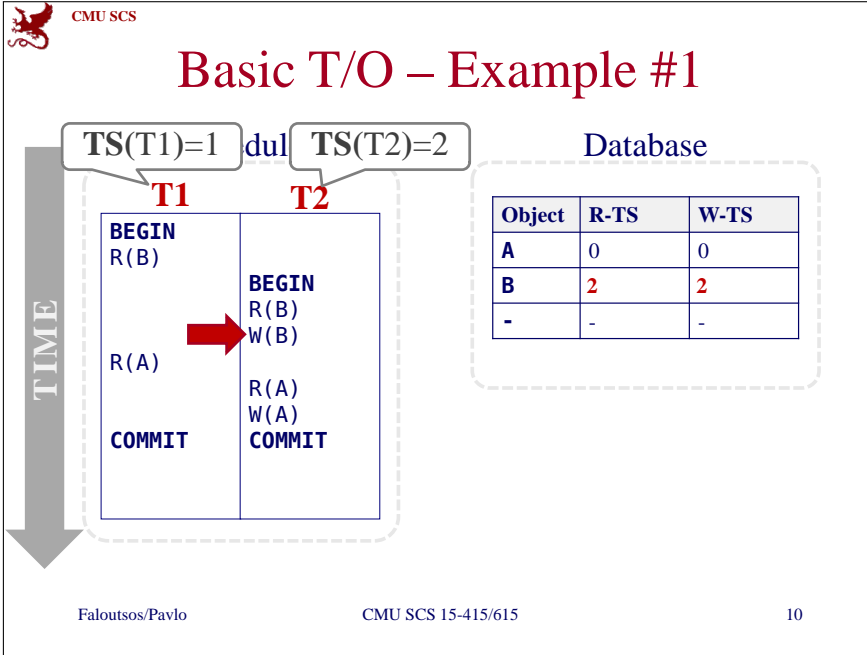 CMU SCS
Basic T/O – Example #1
TS(T1)=1 edul TS(T2)=2 Database
T1 T2
TIME
BEGIN
R(B)
BEGIN
R(B)
W(B)
R(A)
R(A)
W(A)
COMMIT COMMIT
Object R-TS W-TS
A 0 0
B 2 2
- - -
Faloutsos/Pavlo CMU SCS 15-415/615 10